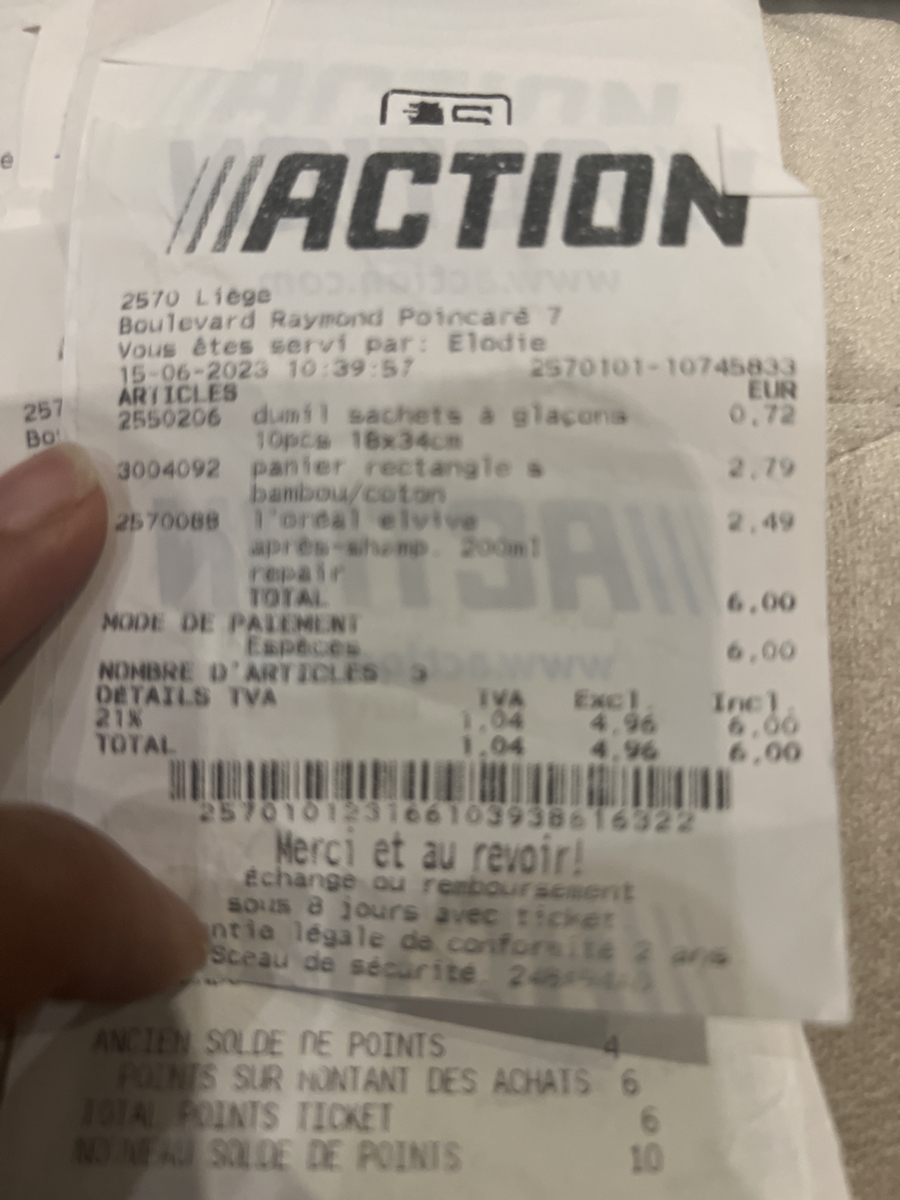 ACTION
2570 Liège
Boulevard Raymond Poincaré 7
Vous êtes servi par: Elodie
15-06-2023 10:39:57 2570101-10745833
ARTICLES EUR
2550206 dumil sachets à glaçons 0,72
10pcs 18x34cm
3004092 panier rectangle s 2,79
bambou/coton
2570088 l'oréal elvive 2,49
après-shamp. 200ml
repair
TOTAL 6,00
MODE DE PAIEMENT
Espèces 6,00
NOMBRE D'ARTICLES 3
DÉTAILS TVA TVA Excl. Incl.
21% 1,04 4,96 6,00
TOTAL 1,04 4,96 6,00
257010123166103938616322
Merci et au revoir!
Échange ou remboursement
sous 8 jours avec ticket
ntie légale de conformité 2 ans
Sceau de sécurité
ANCIEN SOLDE DE POINTS 4
POINTS SUR MONTANT DES ACHATS 6
TOTAL POINTS TICKET 6
NOUVEAU SOLDE DE POINTS 10
é
257
Bo